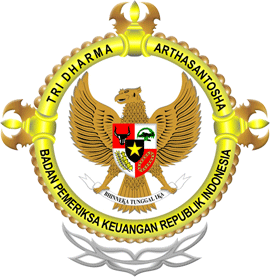 TRI DHARMA ARTHASANTOSHA
BHINNEKA TUNGGAL IKA
BADAN PEMERIKSA KEUANGAN REPUBLIK INDONESIA